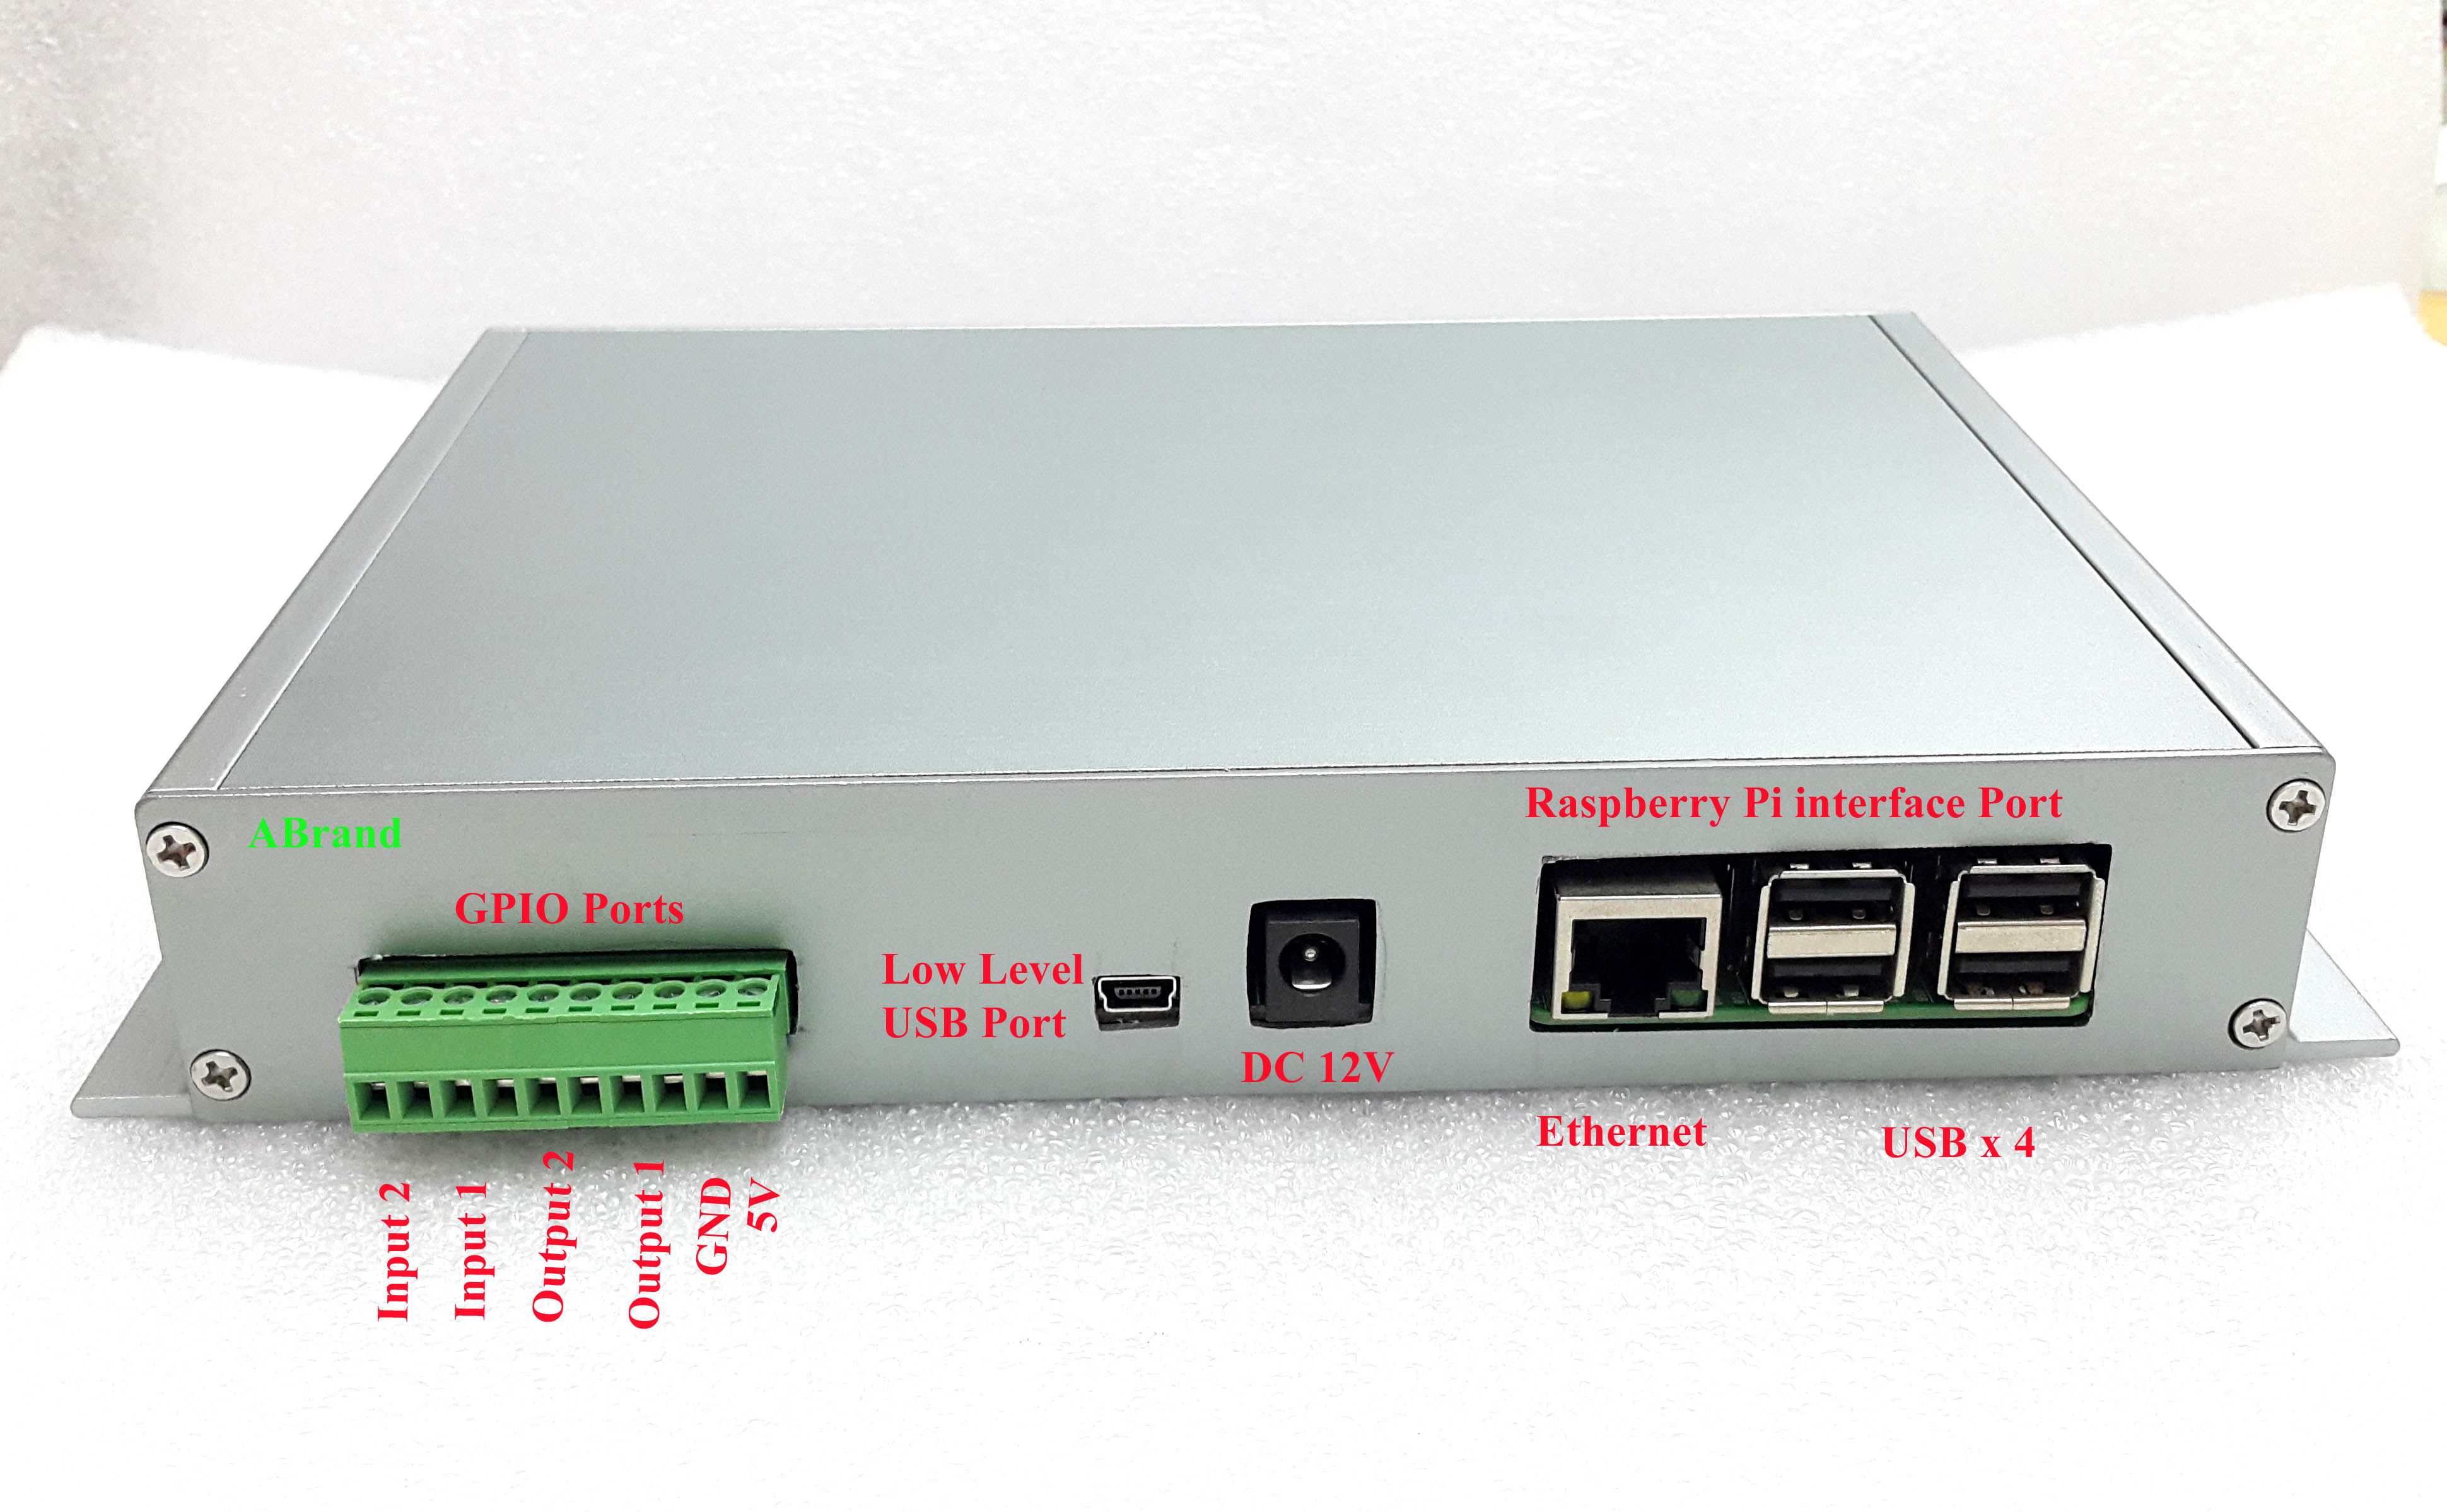 Raspberry Pi interface Port
ABrand
GPIO Ports
Low Level
USB Port
DC 12V
Ethernet
USB x 4
Input 2
Input 1
Output 2
Output 1
GND
5V